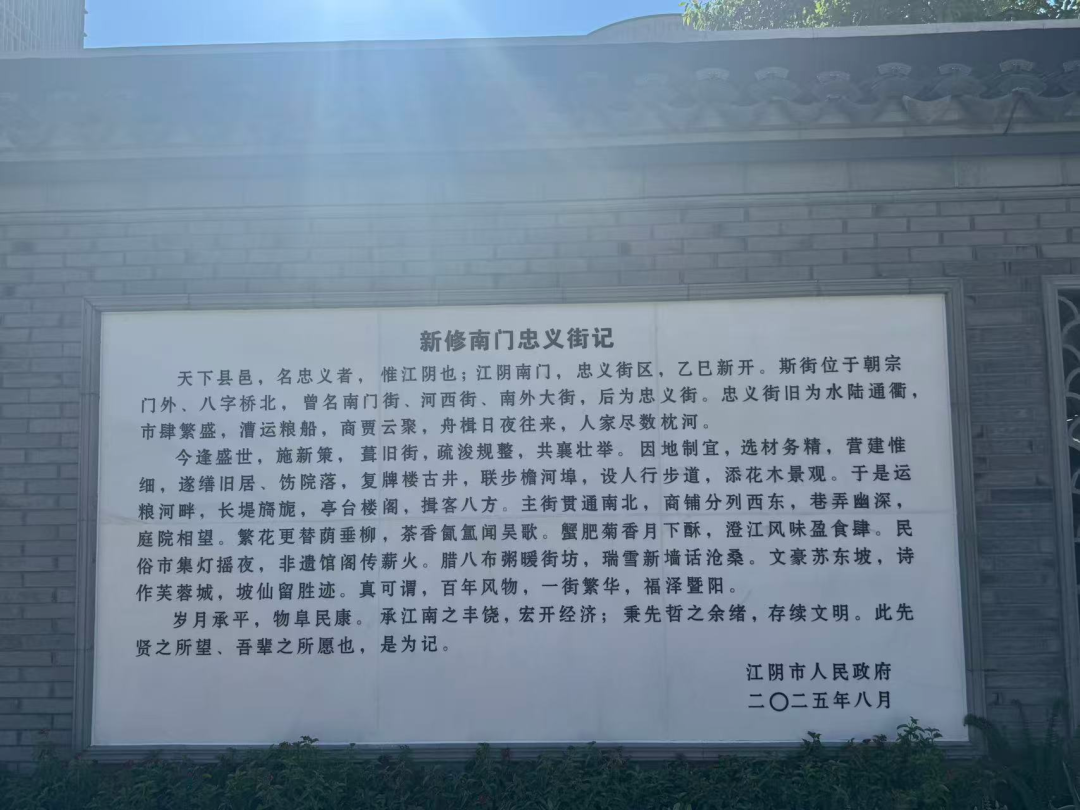 新修南门忠义街记
天下县邑，名忠义者，惟江阴也；江阴南门，忠义街区，乙巳新开。斯街位于朝宗
门外、八字桥北，曾名南门街、河西街、南外大街，后为忠义街。忠义街旧为水陆通衢，
市肆繁盛，漕运粮船，商贾云聚，舟楫日夜往来，人家尽数枕河。
今逢盛世，施新策，葺旧街，疏浚规整，共襄壮举。因地制宜，选材务精，营建惟
细，遂缮旧居、饬院落，复牌楼古井，联步檐河埠，设人行步道，添花木景观。于是运
粮河畔，长堤旖旎，亭台楼阁，揖客八方。主街贯通南北，商铺分列西东，巷弄幽深，
庭院相望。繁花更替荫垂柳，茶香氤氲闻吴歌。蟹肥菊香月下酥，澄江风味盈食肆。民
俗市集灯摇夜，非遗馆阁传薪火。腊八布粥暖街坊，瑞雪新墙话沧桑。文豪苏东坡，诗
作芙蓉城，坡仙留胜迹。真可谓，百年风物，一街繁华，福泽暨阳。
岁月承平，物阜民康。承江南之丰饶，宏开经济；秉先哲之余绪，存续文明。此先
贤之所望、吾辈之所愿也，是为记。
江阴市人民政府
二〇二五年八月